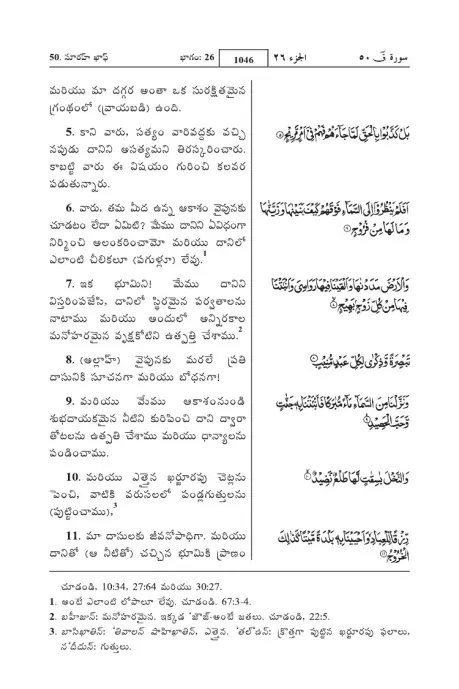 50. సూరహ్ ఖాఫ్ భాగం: 26 1046 الجزء ٢٦ سورة ق ٥٠
మరియు మా దగ్గర అంతా ఒక సురక్షితమైన
గ్రంథంలో (వ్రాయబడి) ఉంది.
5. కాని వారు, సత్యం వారివద్దకు వచ్చి
నపుడు దానిని అసత్యమని తిరస్కరించారు.
కాబట్టి వారు ఈ విషయం గురించి కలవర
పడుతున్నారు.
بَلْ كَذَّبُوا بِالْحَقِّ لَمَّا جَاءَهُمْ فَهُمْ فِي أَمْرٍ مَّرِيجٍ ۝
6. వారు, తమ మీద ఉన్న ఆకాశం వైపునకు
చూడటం లేదా ఏమిటి? మేము దానిని ఏవిధంగా
నిర్మించి అలంకరించామో మరియు దానిలో
ఎలాంటి చీలికలూ (పగుళ్లూ) లేవు.1
أَفَلَمْ يَنْظُرُوا إِلَى السَّمَاءِ فَوْقَهُمْ كَيْفَ بَنَيْنَاهَا وَزَيَّنَّاهَا
وَمَا لَهَا مِنْ فُرُوجٍ ۝
7. ఇక భూమిని! మేము దానిని
విస్తరింపజేసి, దానిలో స్థిరమైన పర్వతాలను
నాటాము మరియు అందులో అన్నిరకాల
మనోహరమైన వృక్షకోటిని ఉత్పత్తి చేశాము.2
وَالْأَرْضَ مَدَدْنَاهَا وَأَلْقَيْنَا فِيهَا رَوَاسِيَ وَأَنْبَتْنَا
فِيهَا مِنْ كُلِّ زَوْجٍ بَهِيجٍ ۝
8. (అల్లాహ్) వైపునకు మరలే ప్రతి
దాసునికి సూచనగా మరియు బోధనగా!
تَبْصِرَةً وَذِكْرَىٰ لِكُلِّ عَبْدٍ مُنِيبٍ ۝
9. మరియు మేము ఆకాశంనుండి
శుభదాయకమైన నీటిని కురిపించి దాని ద్వారా
తోటలను ఉత్పత్తి చేశాము మరియు ధాన్యాలను
పండించాము.
وَنَزَّلْنَا مِنَ السَّمَاءِ مَاءً مُبَارَكًا فَأَنْبَتْنَا بِهِ جَنَّاتٍ
وَحَبَّ الْحَصِيدِ ۝
10. మరియు ఎత్తైన ఖర్జూరపు చెట్లను
పెంచి, వాటికి వరుసలలో పండ్లగుత్తులను
(పుట్టించాము),3
وَالنَّخْلَ بَاسِقَاتٍ لَهَا طَلْعٌ نَضِيدٌ ۝
11. మా దాసులకు జీవనోపాధిగా. మరియు
దానితో (ఆ నీటితో) చచ్చిన భూమికి ప్రాణం
رِزْقًا لِلْعِبَادِ وَأَحْيَيْنَا بِهِ بَلْدَةً مَيْتًا كَذَٰلِكَ
الْخُرُوجُ ۝
చూడండి, 10:34, 27:64 మరియు 30:27.
1. అంటే ఎలాంటి లోపాలూ లేవు. చూడండి. 67:3-4.
2. బహీజున్: మనోహరమైన. ఇక్కడ 'జౌజ్-అంటే జతలు. చూడండి, 22:5.
3. బాసిఖాతిన్: 'తివాలన్ షాహిఖాతిన్, ఎత్తైన. 'తల్'ఉన్: క్రొత్తగా పుట్టిన ఖర్జూరపు ఫలాలు,
న'దీదున్: గుత్తులు.